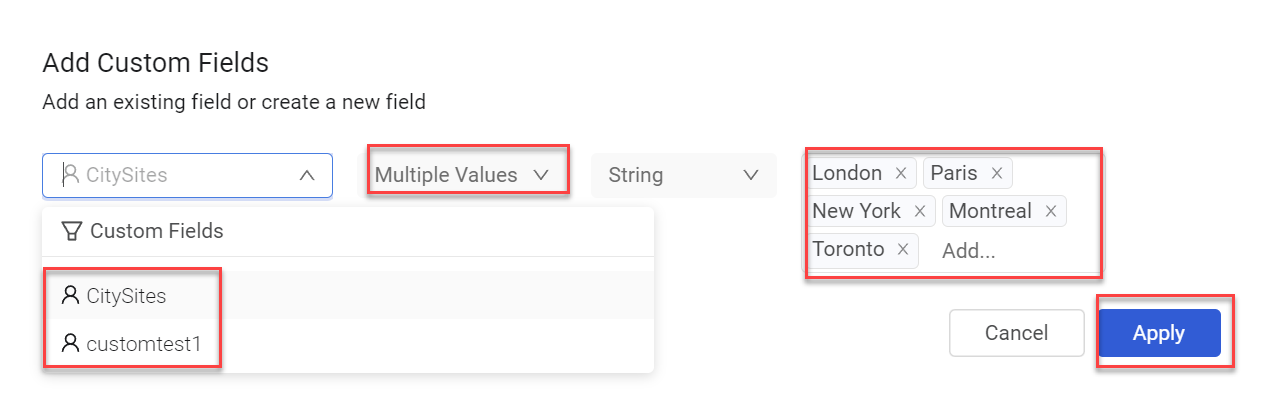 Add Custom Fields
Add an existing field or create a new field
CitySites Multiple Values String
London Paris
New York Montreal
Toronto Add...
Custom Fields
CitySites
customtest1
Cancel Apply